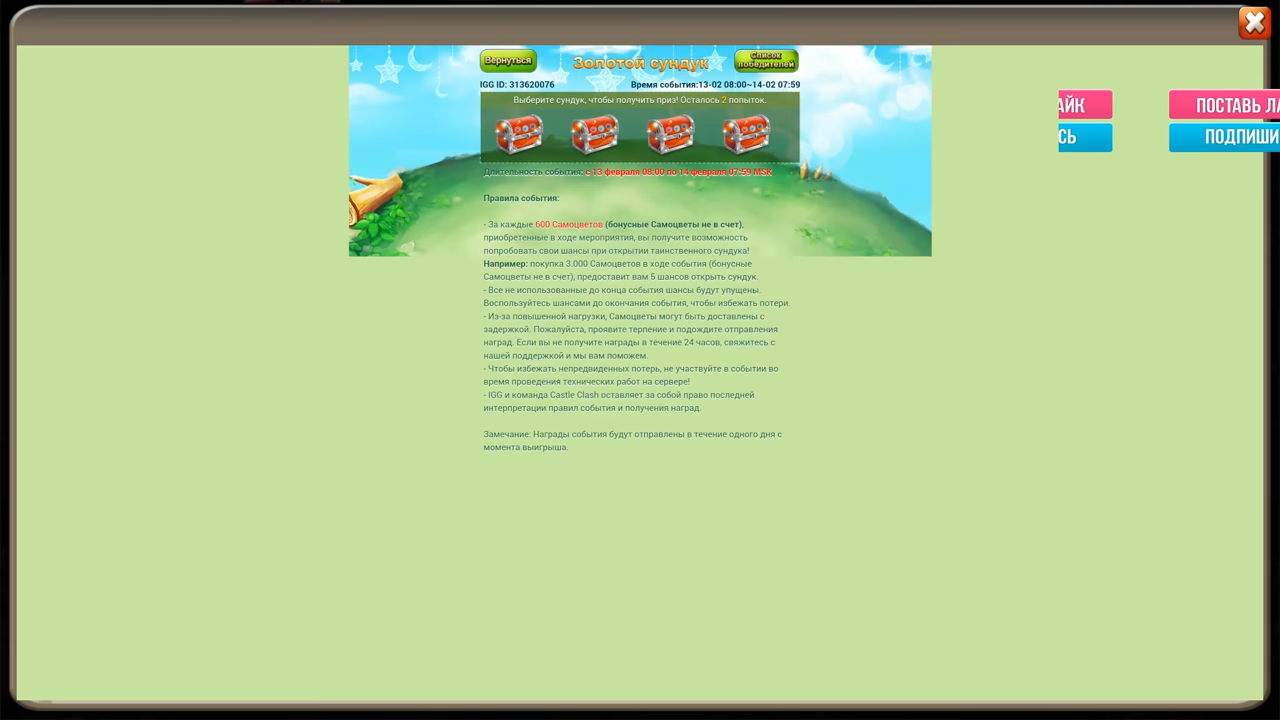 Вернуться
Золотой сундук
Список
победителей
IGG ID: 313620076
Время события:13-02 08:00~14-02 07:59
Выберите сундук, чтобы получить приз! Осталось 2 попыток.
АЙК
ПОСТАВЬ ЛА
СЬ
ПОДПИШИ
Длительность события: с 13 февраля 08:00 по 14 февраля 07:59 MSK
Правила события:
- За каждые 600 Самоцветов (бонусные Самоцветы не в счет),
приобретенные в ходе мероприятия, вы получите возможность
попробовать свои шансы при открытии таинственного сундука!
Например: покупка 3.000 Самоцветов в ходе события (бонусные
Самоцветы не в счет), предоставит вам 5 шансов открыть сундук.
- Все не использованные до конца события шансы будут упущены.
Воспользуйтесь шансами до окончания события, чтобы избежать потери.
- Из-за повышенной нагрузки, Самоцветы могут быть доставлены с
задержкой. Пожалуйста, проявите терпение и подождите отправления
наград. Если вы не получите награды в течение 24 часов, свяжитесь с
нашей поддержкой и мы вам поможем.
- Чтобы избежать непредвиденных потерь, не участвуйте в событии во
время проведения технических работ на сервере!
- IGG и команда Castle Clash оставляет за собой право последней
интерпретации правил события и получения наград.
Замечание: Награды события будут отправлены в течение одного дня с
момента выигрыша.